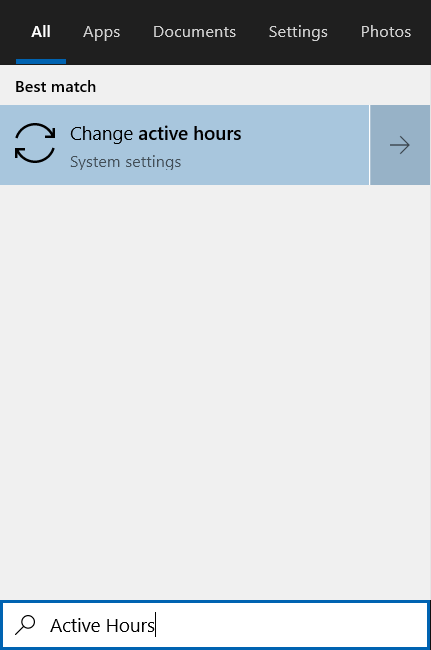 All Apps Documents Settings Photos
Best match
Change active hours
System settings
Active Hours